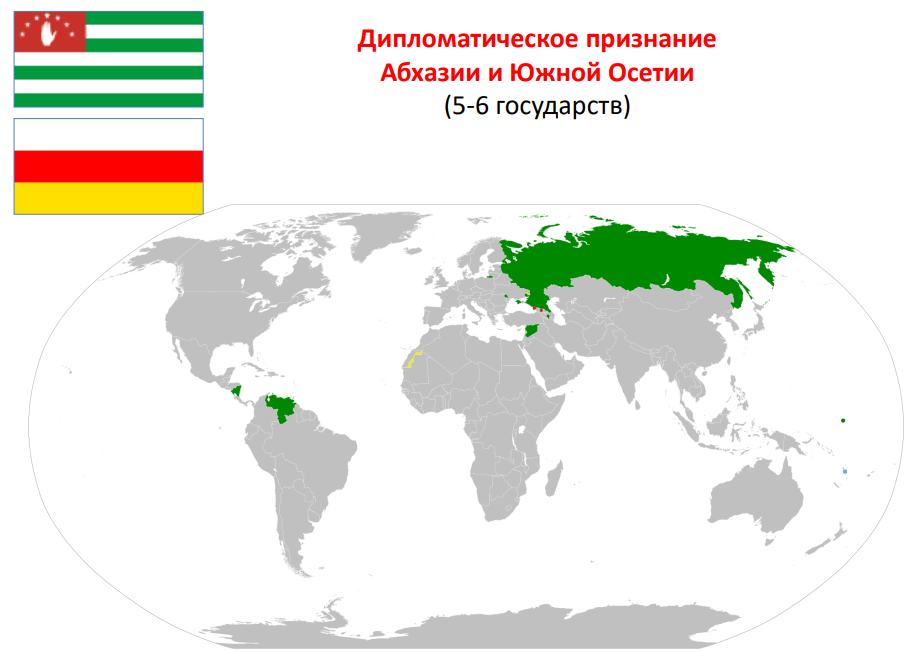 Дипломатическое признание
Абхазии и Южной Осетии
(5-6 государств)